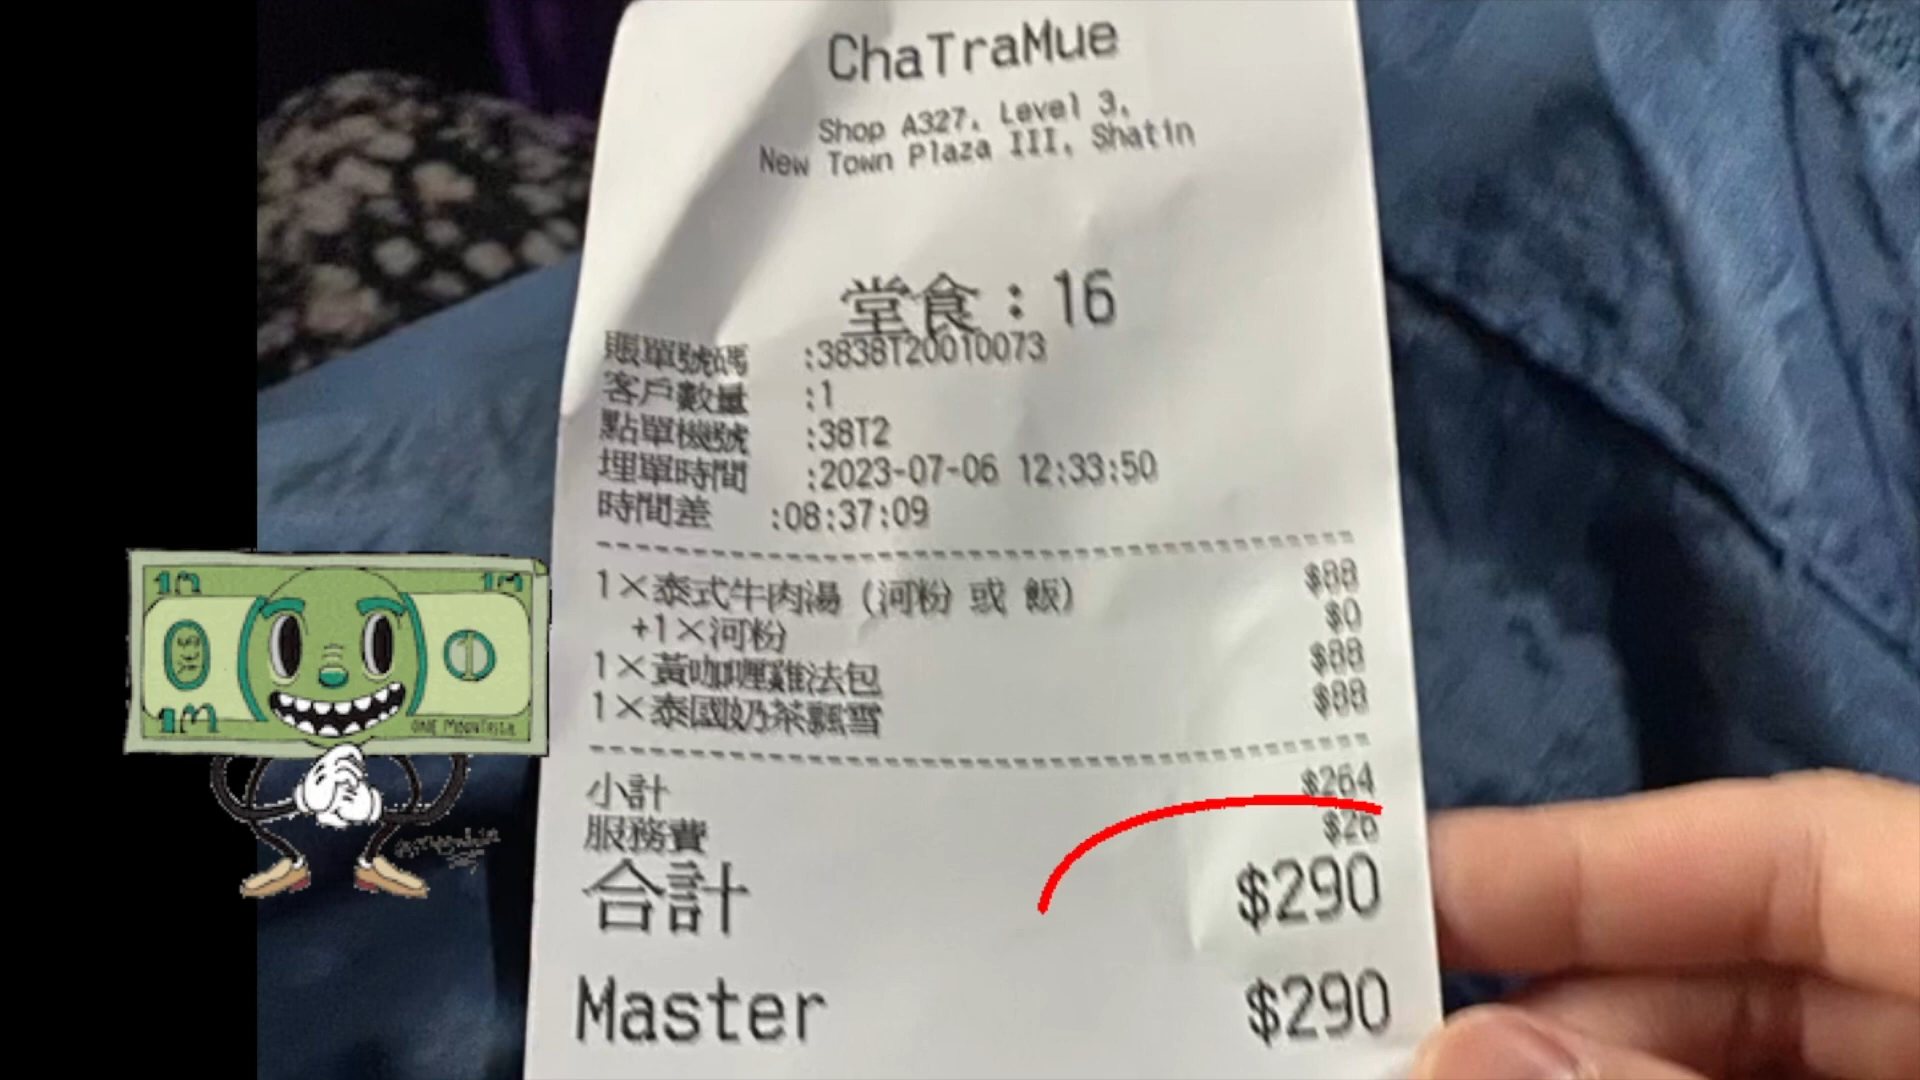 ChaTraMue
Shop A327, Level 3,
New Town Plaza III, Shatin
堂食：16
賬單號碼 :3838T20010073
客戶數量 :1
點單機號 :38T2
埋單時間 :2023-07-06 12:33:50
時間差 :08:37:09
1×泰式牛肉湯（河粉 或 飯） $88
+1×河粉 $0
1×黃咖喱雞法包 $88
1×泰國奶茶飄雪 $88
小計 $264
服務費 $26
合計 $290
Master $290
10
10
1